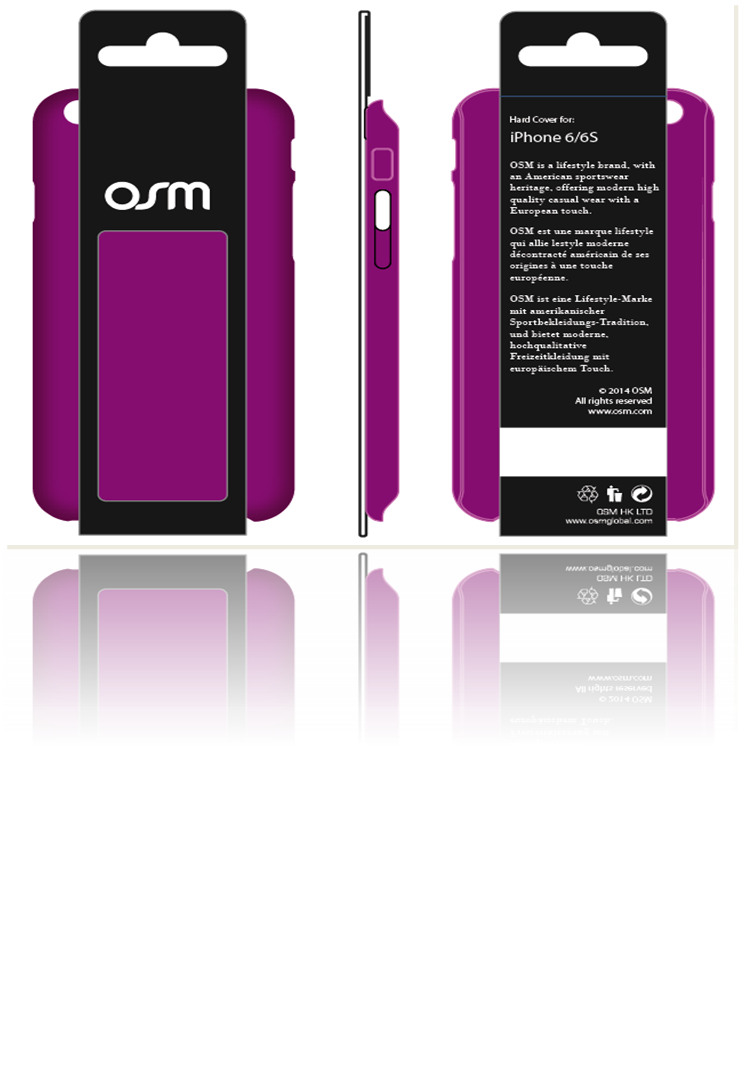 osm
Hard Cover for:
iPhone 6/6S
OSM is a lifestyle brand, with
an American sportswear
heritage, offering modern high
quality casual wear with a
European touch.
OSM est une marque lifestyle
qui allie lestyle moderne
décontracté américain de ses
origines à une touche
européenne.
OSM ist eine Lifestyle-Marke
mit amerikanischer
Sportbekleidungs-Tradition,
und bietet moderne,
hochqualitative
Freizeitkleidung mit
europäischem Touch.
© 2014 OSM
All rights reserved
www.osm.com
OSM HK LTD
www.osmglobal.com